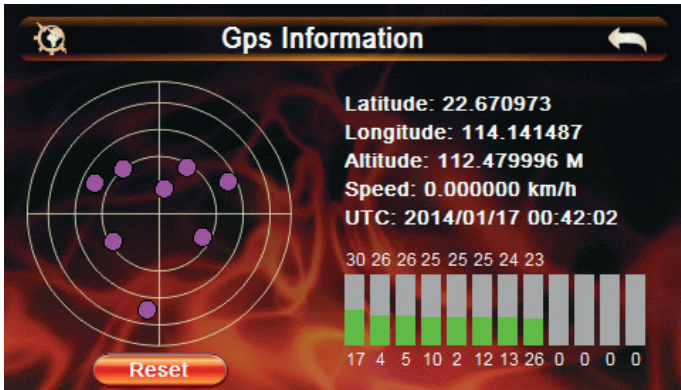 Gps Information
Latitude: 22.670973
Longitude: 114.141487
Altitude: 112.479996 M
Speed: 0.000000 km/h
UTC: 2014/01/17 00:42:02
30 26 26 25 25 25 24 23
17 4 5 10 2 12 13 26 0 0 0 0
Reset